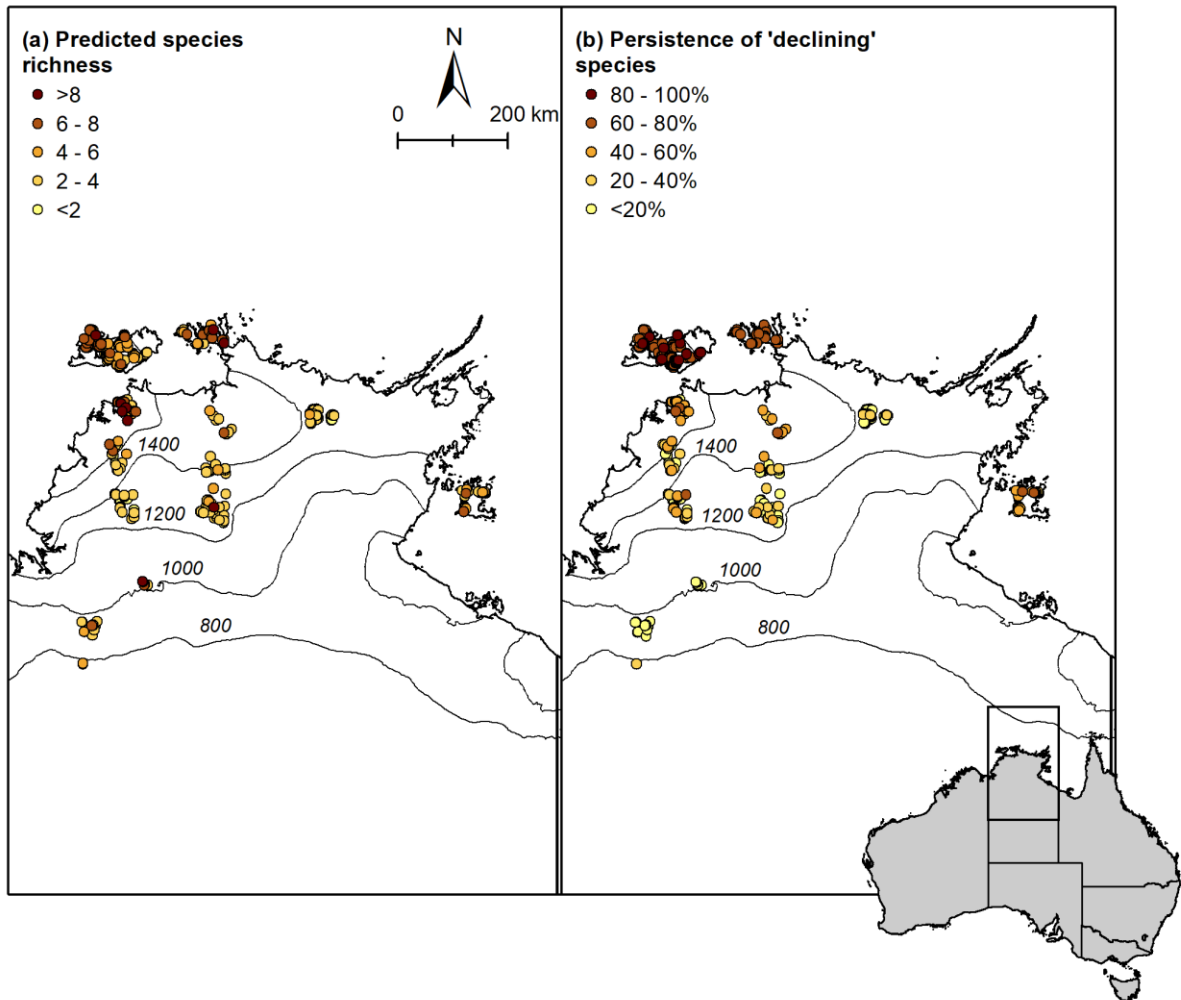 (a) Predicted species
richness
>8
6 - 8
4 - 6
2 - 4
<2
N
0 200 km
1400
1200
1000
800
(b) Persistence of 'declining'
species
80 - 100%
60 - 80%
40 - 60%
20 - 40%
<20%
1400
1200
1000
800